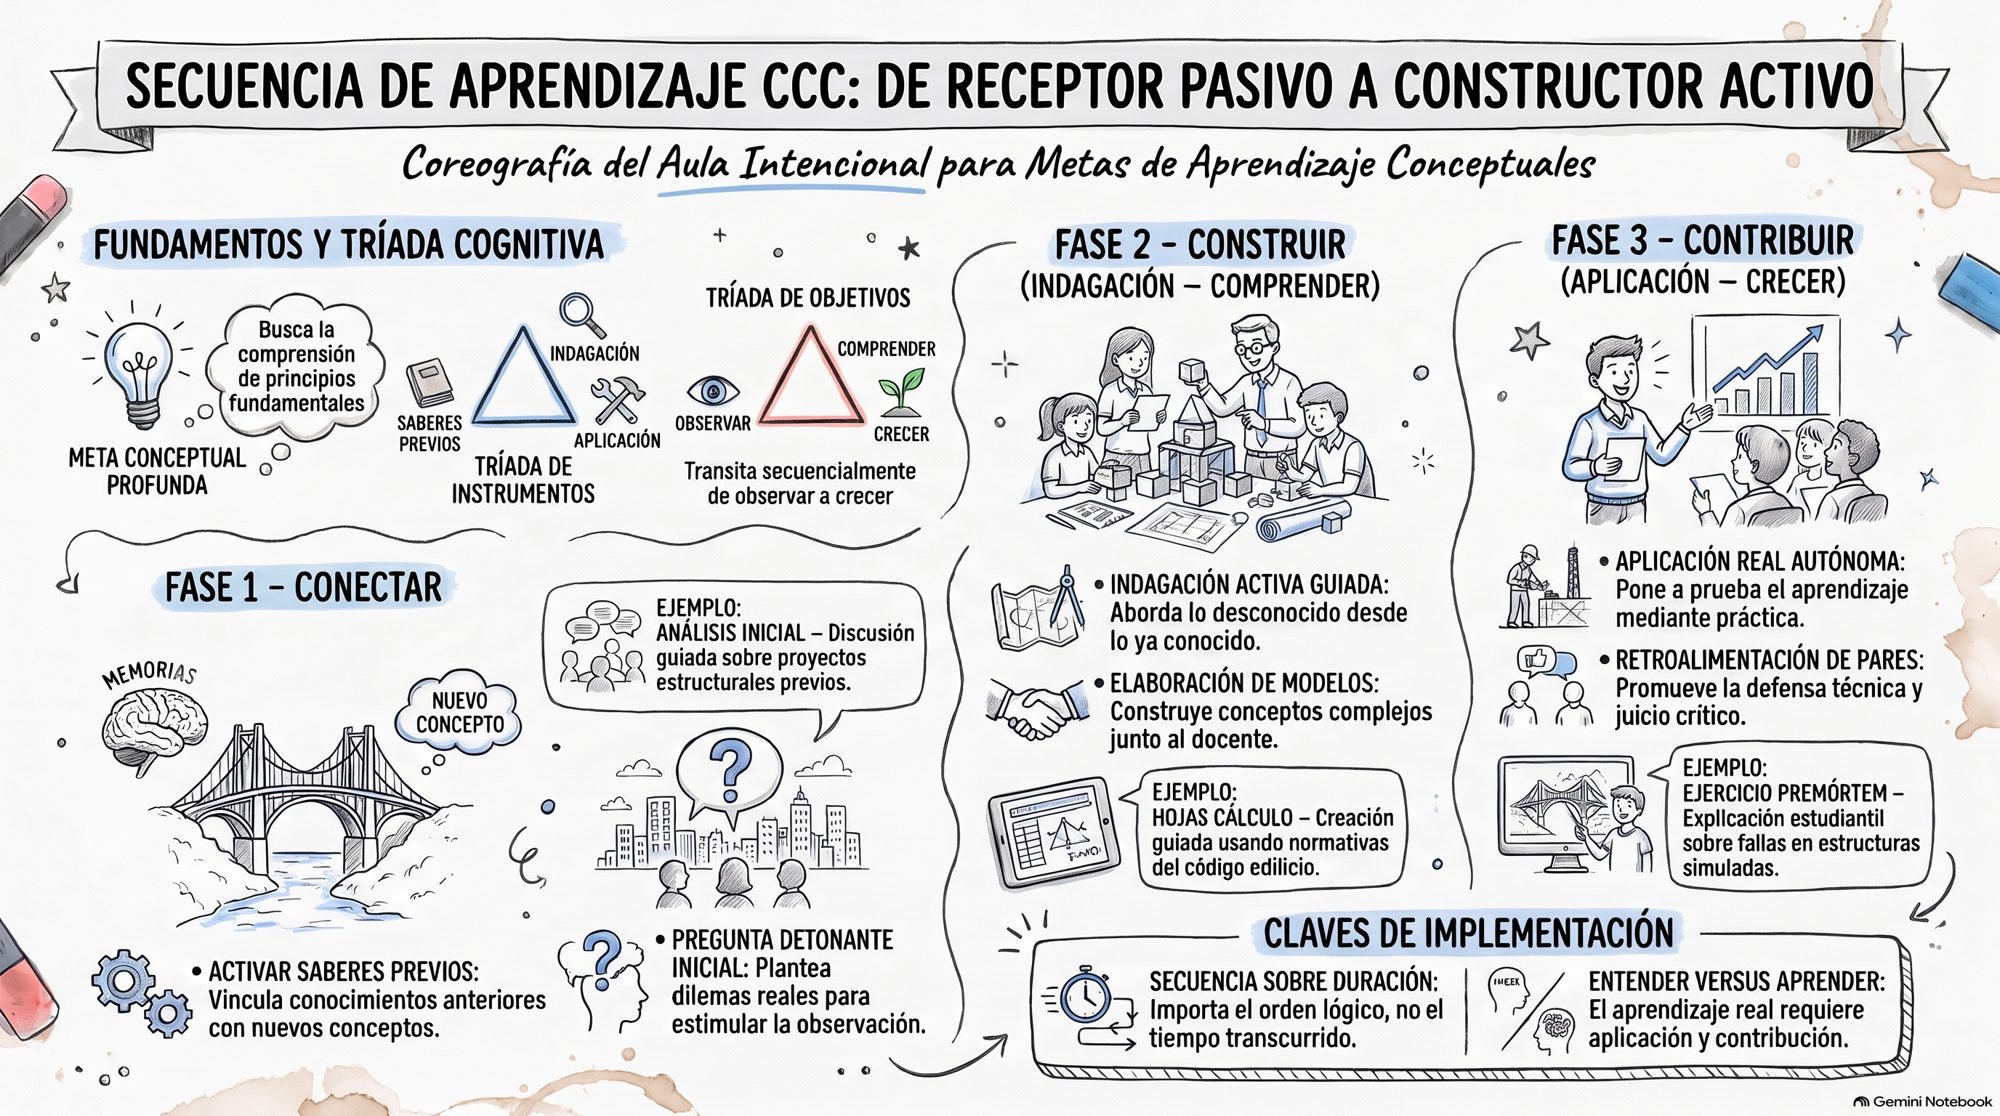 SECUENCIA DE APRENDIZAJE CCC: DE RECEPTOR PASIVO A CONSTRUCTOR ACTIVO
Coreografía del Aula Intencional para Metas de Aprendizaje Conceptuales
FUNDAMENTOS Y TRÍADA COGNITIVA
Busca la
comprensión
de principios
fundamentales
META CONCEPTUAL
PROFUNDA
INDAGACIÓN
SABERES
PREVIOS
APLICACIÓN
TRÍADA DE
INSTRUMENTOS
TRÍADA DE OBJETIVOS
COMPRENDER
OBSERVAR
CRECER
Transita secuencialmente
de observar a crecer
FASE 1 – CONECTAR
MEMORIAS
NUEVO
CONCEPTO
EJEMPLO:
ANÁLISIS INICIAL – Discusión
guiada sobre proyectos
estructurales previos.
?
?
• ACTIVAR SABERES PREVIOS:
Vincula conocimientos anteriores
con nuevos conceptos.
• PREGUNTA DETONANTE
INICIAL: Plantea
dilemas reales para
estimular la observación.
FASE 2 – CONSTRUIR
(INDAGACIÓN – COMPRENDER)
• INDAGACIÓN ACTIVA GUIADA:
Aborda lo desconocido desde
lo ya conocido.
• ELABORACIÓN DE MODELOS:
Construye conceptos complejos
junto al docente.
EJEMPLO:
HOJAS CÁLCULO – Creación
guiada usando normativas
del código edilicio.
FASE 3 – CONTRIBUIR
(APLICACIÓN – CRECER)
• APLICACIÓN REAL AUTÓNOMA:
Pone a prueba el aprendizaje
mediante práctica.
• RETROALIMENTACIÓN DE PARES:
Promueve la defensa técnica y
juicio crítico.
EJEMPLO:
EJERCICIO PREMÓRTEM –
Explicación estudiantil
sobre fallas en estructuras
simuladas.
CLAVES DE IMPLEMENTACIÓN
SECUENCIA SOBRE DURACIÓN:
Importa el orden lógico, no el
tiempo transcurrido.
ENTENDER VERSUS APRENDER:
El aprendizaje real requiere
aplicación y contribución.
Gemini Notebook